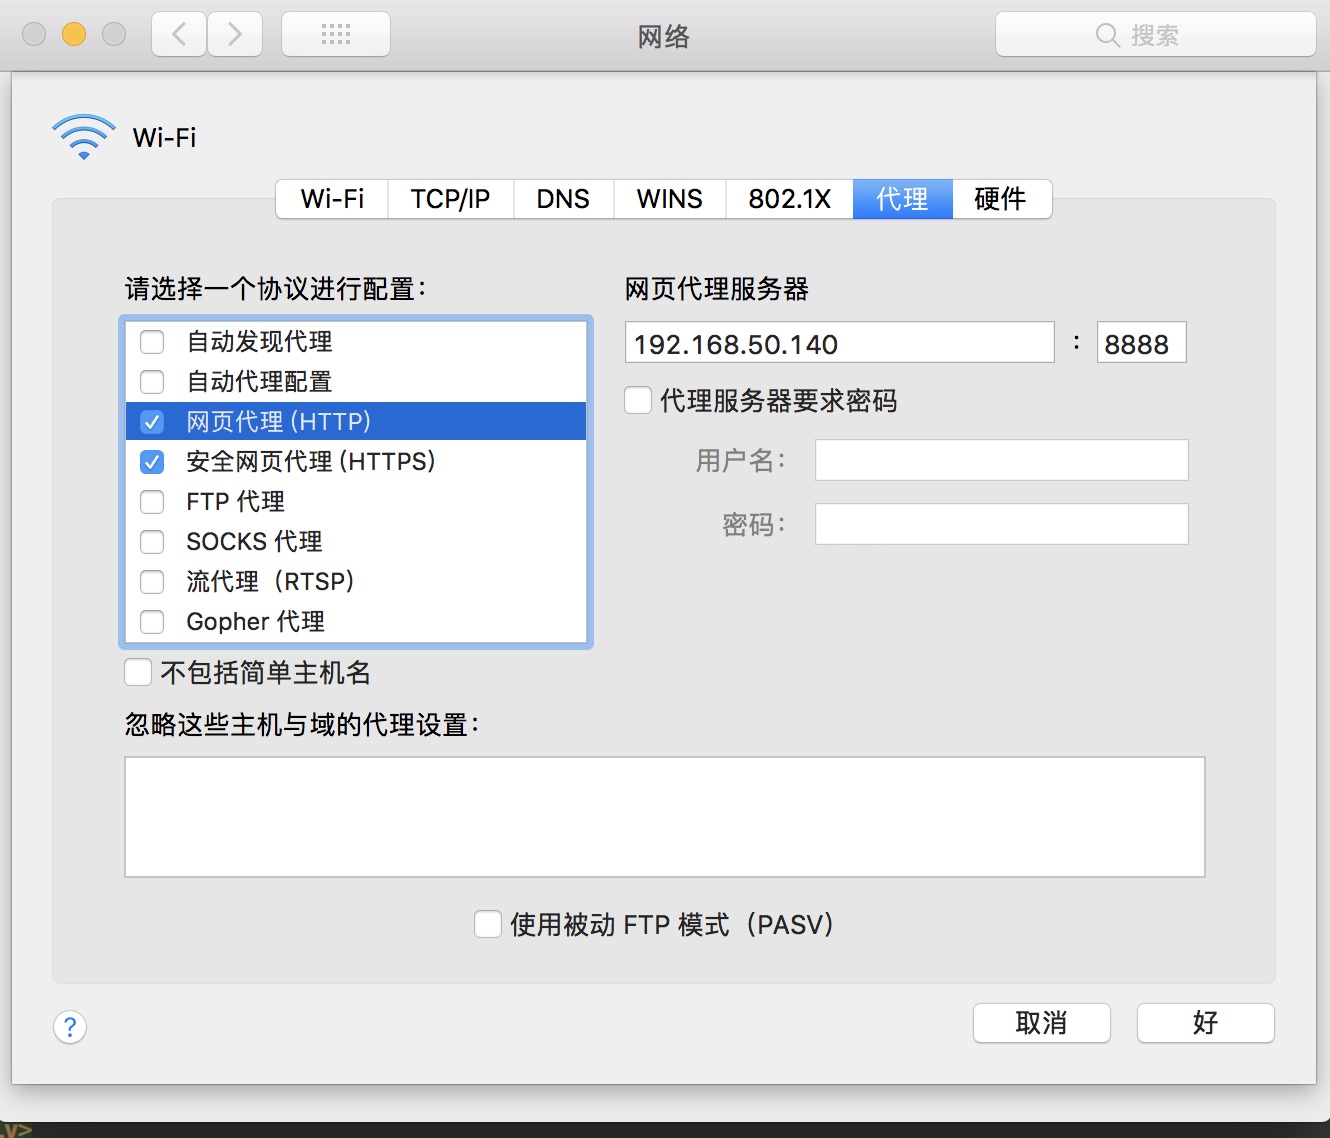 网络
搜索
Wi-Fi
Wi-Fi TCP/IP DNS WINS 802.1X 代理 硬件
请选择一个协议进行配置：
自动发现代理
自动代理配置
网页代理 (HTTP)
安全网页代理 (HTTPS)
FTP 代理
SOCKS 代理
流代理（RTSP）
Gopher 代理
不包括简单主机名
网页代理服务器
192.168.50.140 : 8888
代理服务器要求密码
用户名：
密码：
忽略这些主机与域的代理设置：
使用被动 FTP 模式（PASV）
?
取消
好